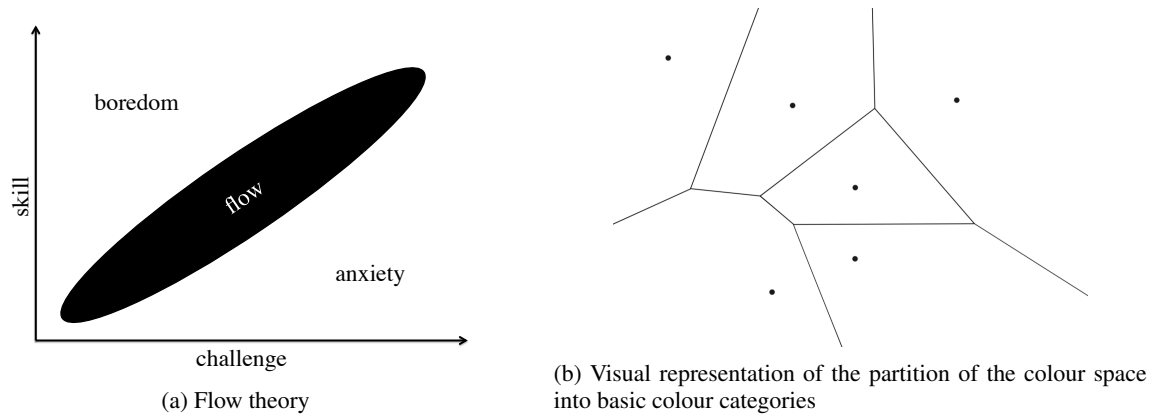 boredom
flow
skill
anxiety
challenge
(a) Flow theory
(b) Visual representation of the partition of the colour space
into basic colour categories